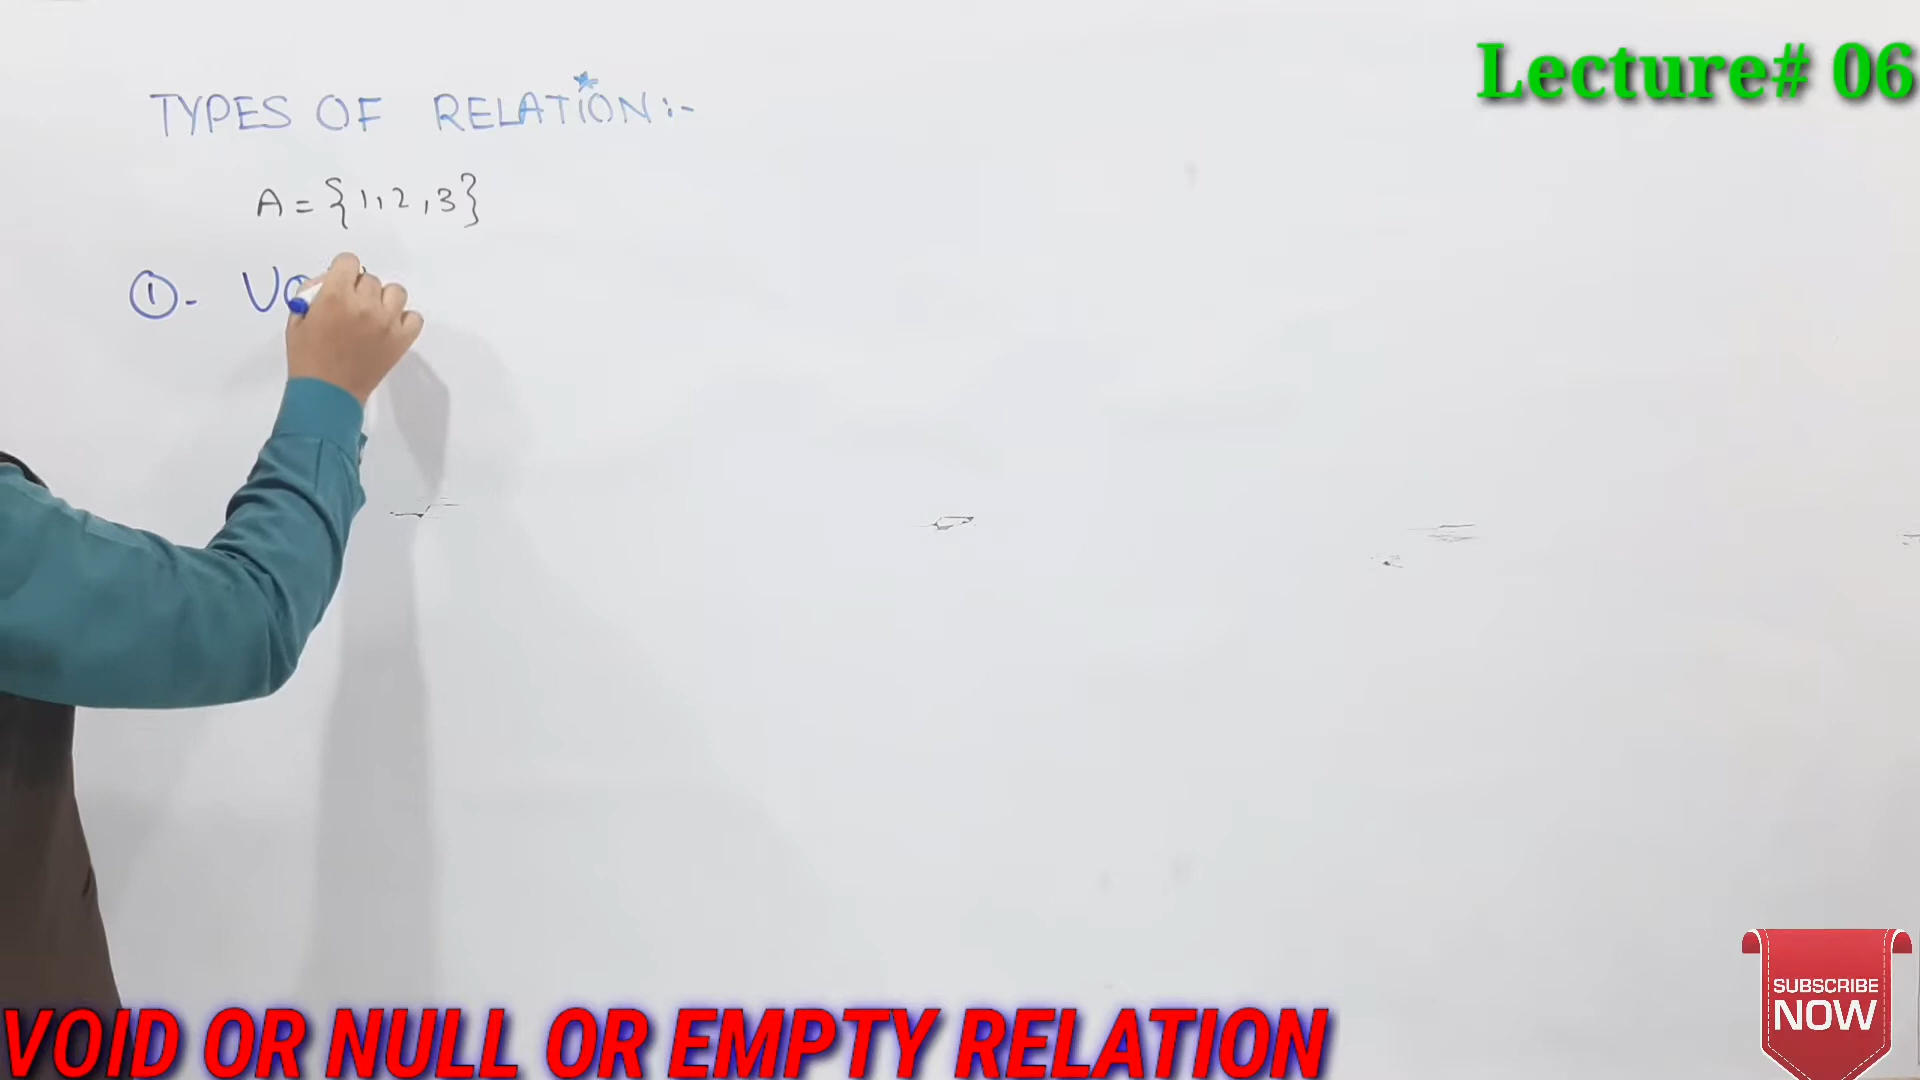 Lecture# 06
TYPES OF RELATION:-
A = {1,2,3}
①-
VOID OR NULL OR EMPTY RELATION
SUBSCRIBE
NOW